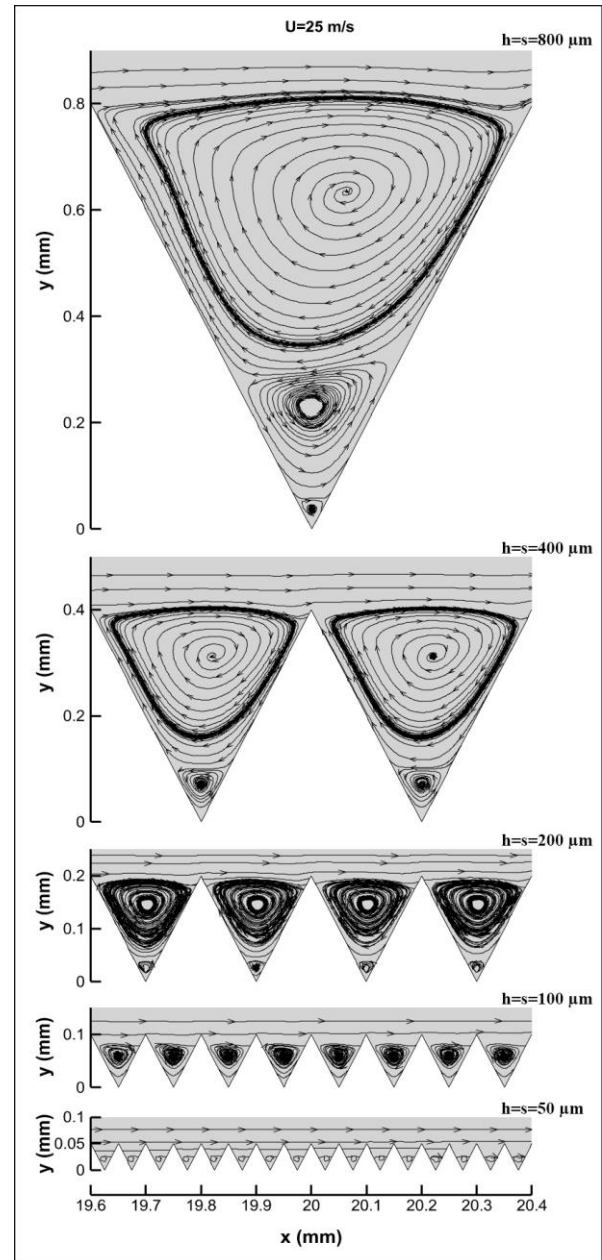 U=25 m/s
h=s=800 µm
0.8
0.6
y (mm)
0.4
0.2
0
h=s=400 µm
0.4
y (mm)
0.2
0
h=s=200 µm
0.2
y (mm)
0.1
0
h=s=100 µm
0.1
y (mm)
0
h=s=50 µm
0.1
y (mm)
0.05
0
19.6 19.7 19.8 19.9 20 20.1 20.2 20.3 20.4
x (mm)